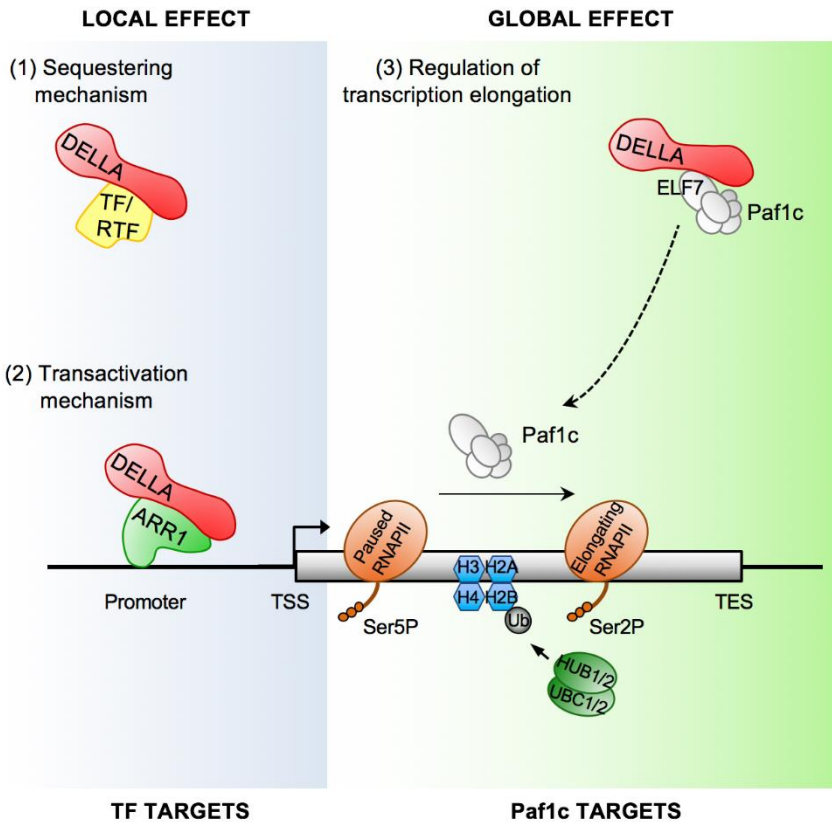 LOCAL EFFECT
GLOBAL EFFECT
(1) Sequestering
mechanism
DELLA
TF/
RTF
(3) Regulation of
transcription elongation
DELLA
ELF7
Paf1c
(2) Transactivation
mechanism
DELLA
ARR1
Paf1c
Paused
RNAPII
Elongating
RNAPII
H3 H2A
H4 H2B
Ub
Promoter
TSS
TES
Ser5P
Ser2P
HUB1/2
UBC1/2
TF TARGETS
Paf1c TARGETS